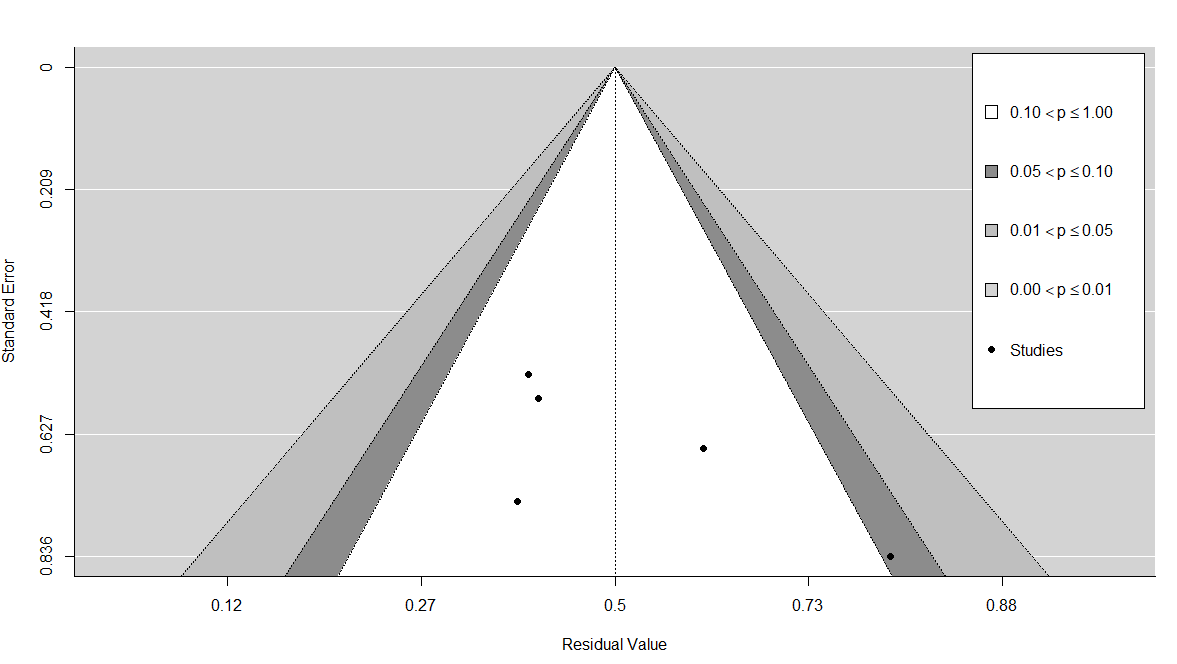 0
0.209
0.418
0.627
0.836
Standard Error
0.10 < p ≤ 1.00
0.05 < p ≤ 0.10
0.01 < p ≤ 0.05
0.00 < p ≤ 0.01
Studies
0.12
0.27
0.5
0.73
0.88
Residual Value